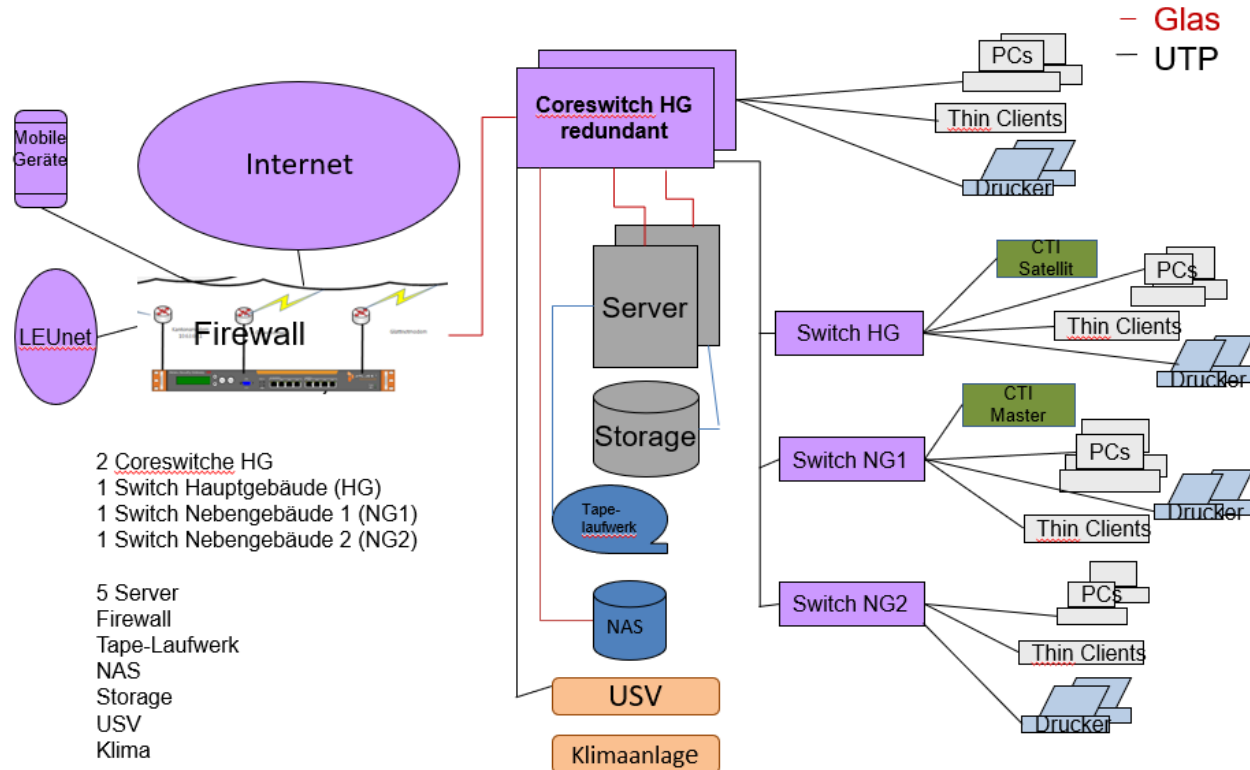 Glas
UTP
PCs
Thin Clients
Drucker
Coreswitch HG
redundant
Mobile
Geräte
Internet
LEUnet
Firewall
Server
Storage
Tape-
laufwerk
NAS
USV
Klimaanlage
CTI
Satellit
PCs
Switch HG
Thin Clients
Drucker
CTI
Master
Switch NG1
PCs
Drucker
Thin Clients
Switch NG2
PCs
Thin Clients
Drucker
2 Coreswitche HG
1 Switch Hauptgebäude (HG)
1 Switch Nebengebäude 1 (NG1)
1 Switch Nebengebäude 2 (NG2)
5 Server
Firewall
Tape-Laufwerk
NAS
Storage
USV
Klima